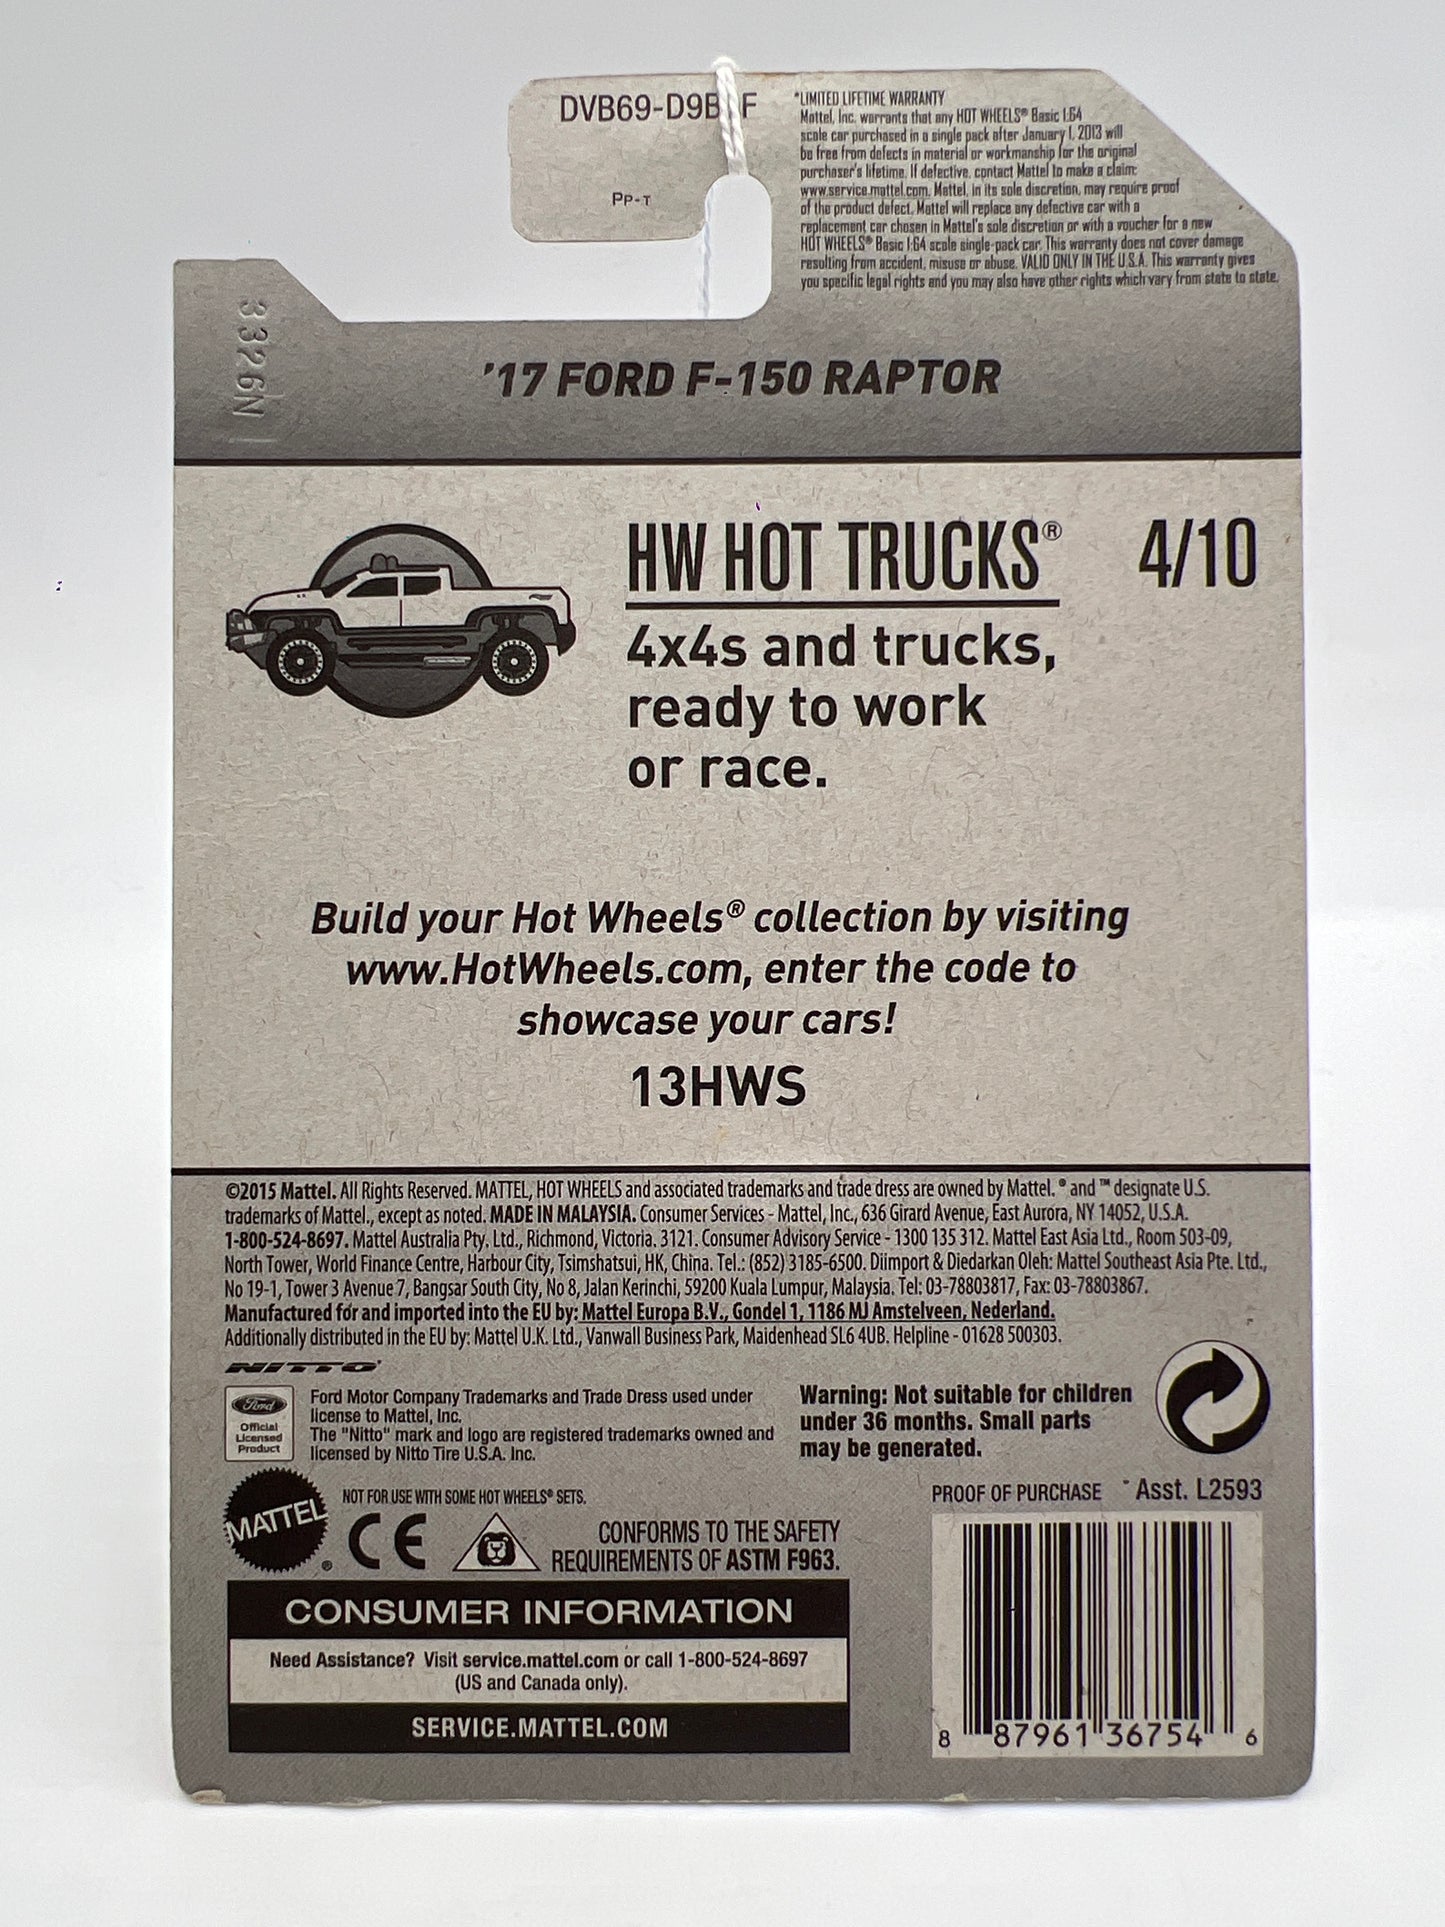 DVB69-D9B F
PP-T
*LIMITED LIFETIME WARRANTY
Mattel, Inc. warrants that any HOT WHEELS® Basic 1:64
scale car purchased in a single pack after January 1, 2013 will
be free from defects in material or workmanship for the original
purchaser's lifetime. If defective, contact Mattel to make a claim:
www.service.mattel.com. Mattel, in its sole discretion, may require proof
of the product defect. Mattel will replace any defective car with a
replacement car chosen in Mattel's sole discretion or with a voucher for a new
HOT WHEELS® Basic 1:64 scale single-pack car. This warranty does not cover damage
resulting from accident, misuse or abuse. VALID ONLY IN THE U.S.A. This warranty gives
you specific legal rights and you may also have other rights which vary from state to state.
3326N
'17 FORD F-150 RAPTOR
HW HOT TRUCKS® 4/10
4x4s and trucks,
ready to work
or race.
Build your Hot Wheels® collection by visiting
www.HotWheels.com, enter the code to
showcase your cars!
13HWS
©2015 Mattel. All Rights Reserved. MATTEL, HOT WHEELS and associated trademarks and trade dress are owned by Mattel. ® and ™ designate U.S.
trademarks of Mattel., except as noted. MADE IN MALAYSIA. Consumer Services - Mattel, Inc., 636 Girard Avenue, East Aurora, NY 14052, U.S.A.
1-800-524-8697. Mattel Australia Pty. Ltd., Richmond, Victoria. 3121. Consumer Advisory Service - 1300 135 312. Mattel East Asia Ltd., Room 503-09,
North Tower, World Finance Centre, Harbour City, Tsimshatsui, HK, China. Tel.: (852) 3185-6500. Diimport & Diedarkan Oleh: Mattel Southeast Asia Pte. Ltd.,
No 19-1, Tower 3 Avenue 7, Bangsar South City, No 8, Jalan Kerinchi, 59200 Kuala Lumpur, Malaysia. Tel: 03-78803817, Fax: 03-78803867.
Manufactured for and imported into the EU by: Mattel Europa B.V., Gondel 1, 1186 MJ Amstelveen, Nederland.
Additionally distributed in the EU by: Mattel U.K. Ltd., Vanwall Business Park, Maidenhead SL6 4UB. Helpline - 01628 500303.
NITTO
Ford
Official
Licensed
Product
Ford Motor Company Trademarks and Trade Dress used under
license to Mattel, Inc.
The "Nitto" mark and logo are registered trademarks owned and
licensed by Nitto Tire U.S.A. Inc.
Warning: Not suitable for children
under 36 months. Small parts
may be generated.
MATTEL®
NOT FOR USE WITH SOME HOT WHEELS® SETS.
CE
CONFORMS TO THE SAFETY
REQUIREMENTS OF ASTM F963.
PROOF OF PURCHASE Asst. L2593
CONSUMER INFORMATION
Need Assistance? Visit service.mattel.com or call 1-800-524-8697
(US and Canada only).
SERVICE.MATTEL.COM
8 87961 36754 6